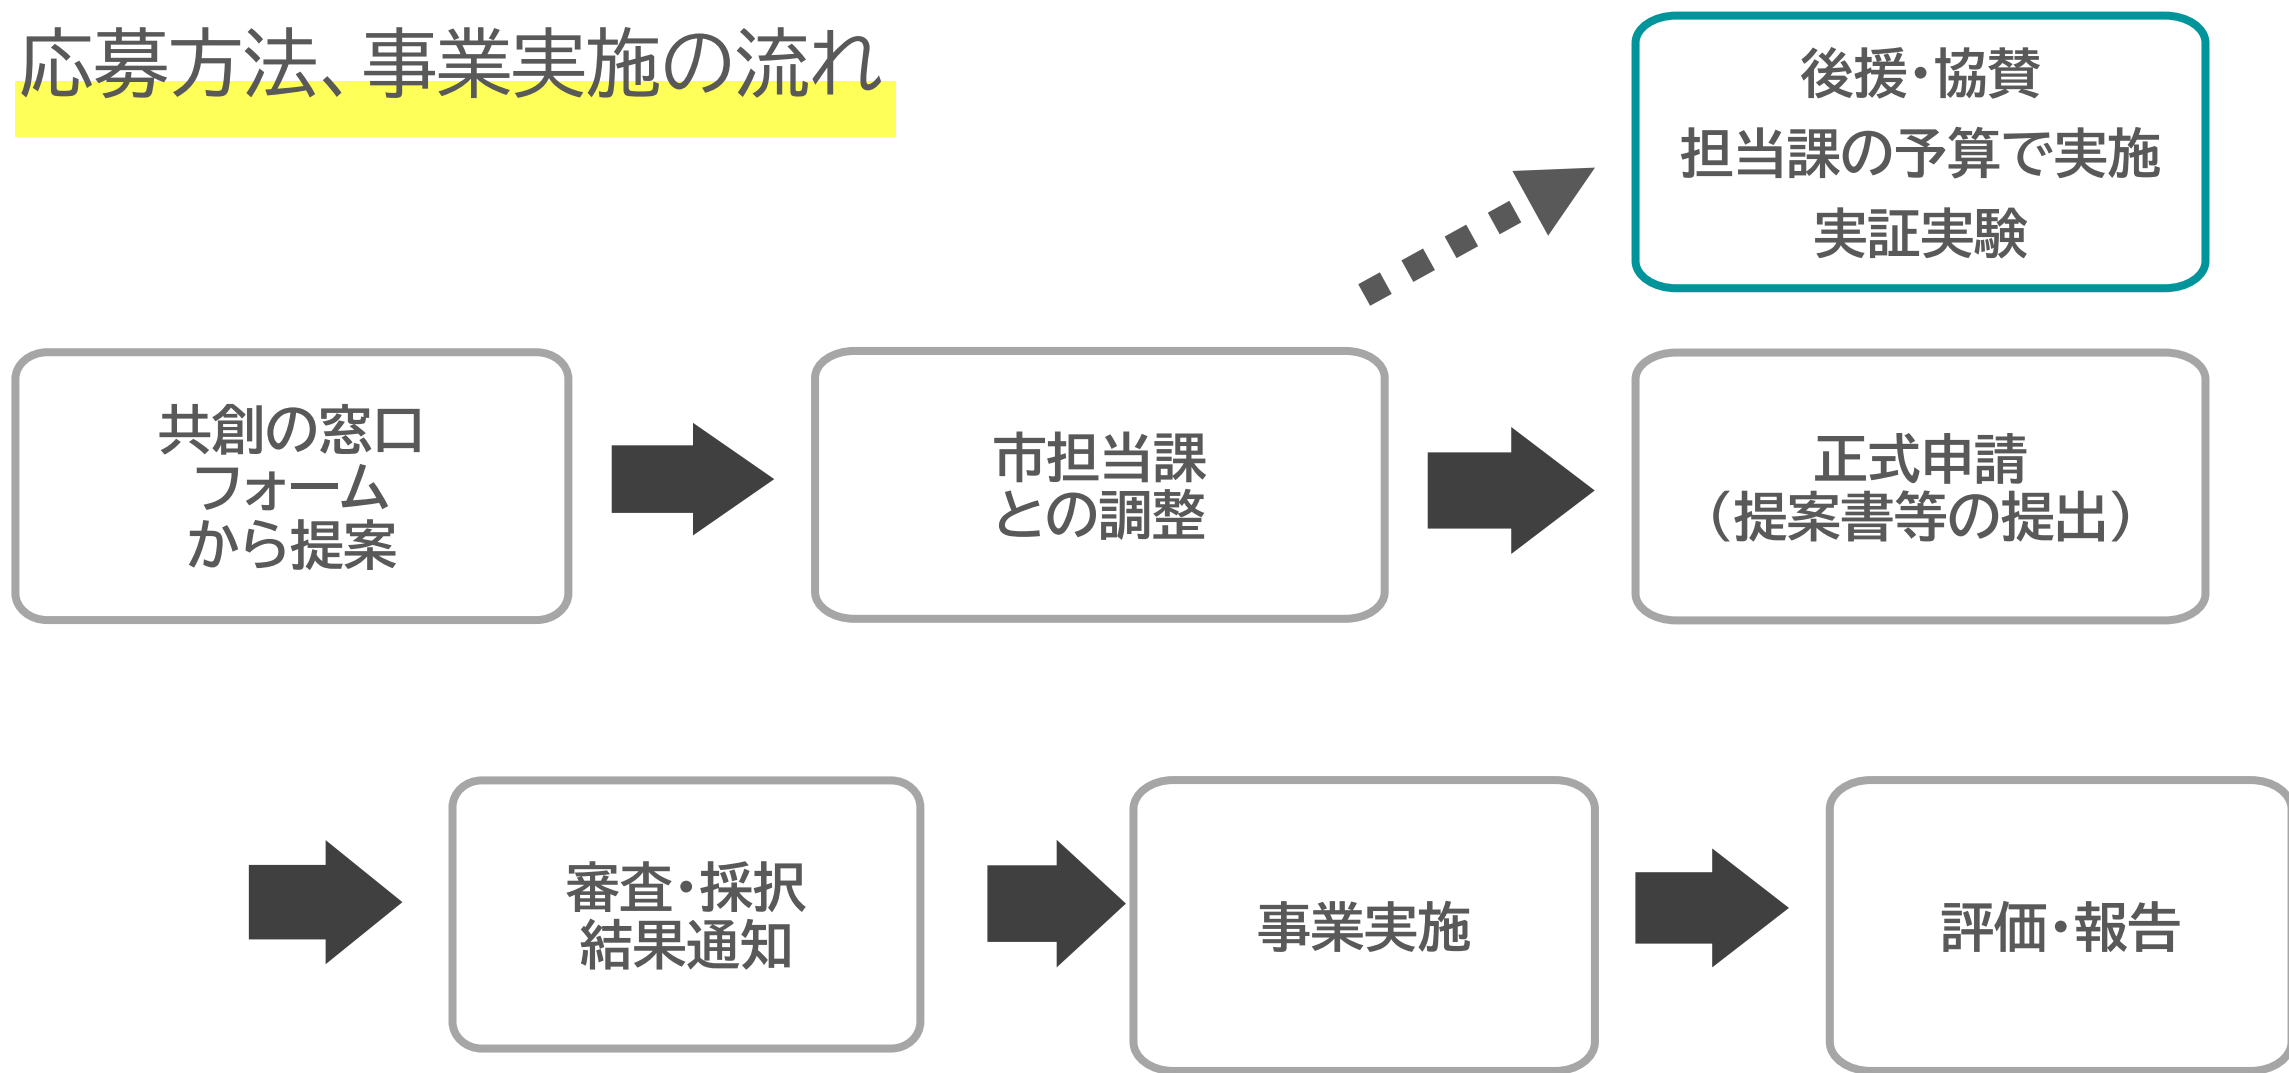 応募方法、事業実施の流れ
後援・協賛
担当課の予算で実施
実証実験
共創の窓口
フォーム
から提案
市担当課
との調整
正式申請
（提案書等の提出）
審査・採択
結果通知
事業実施
評価・報告